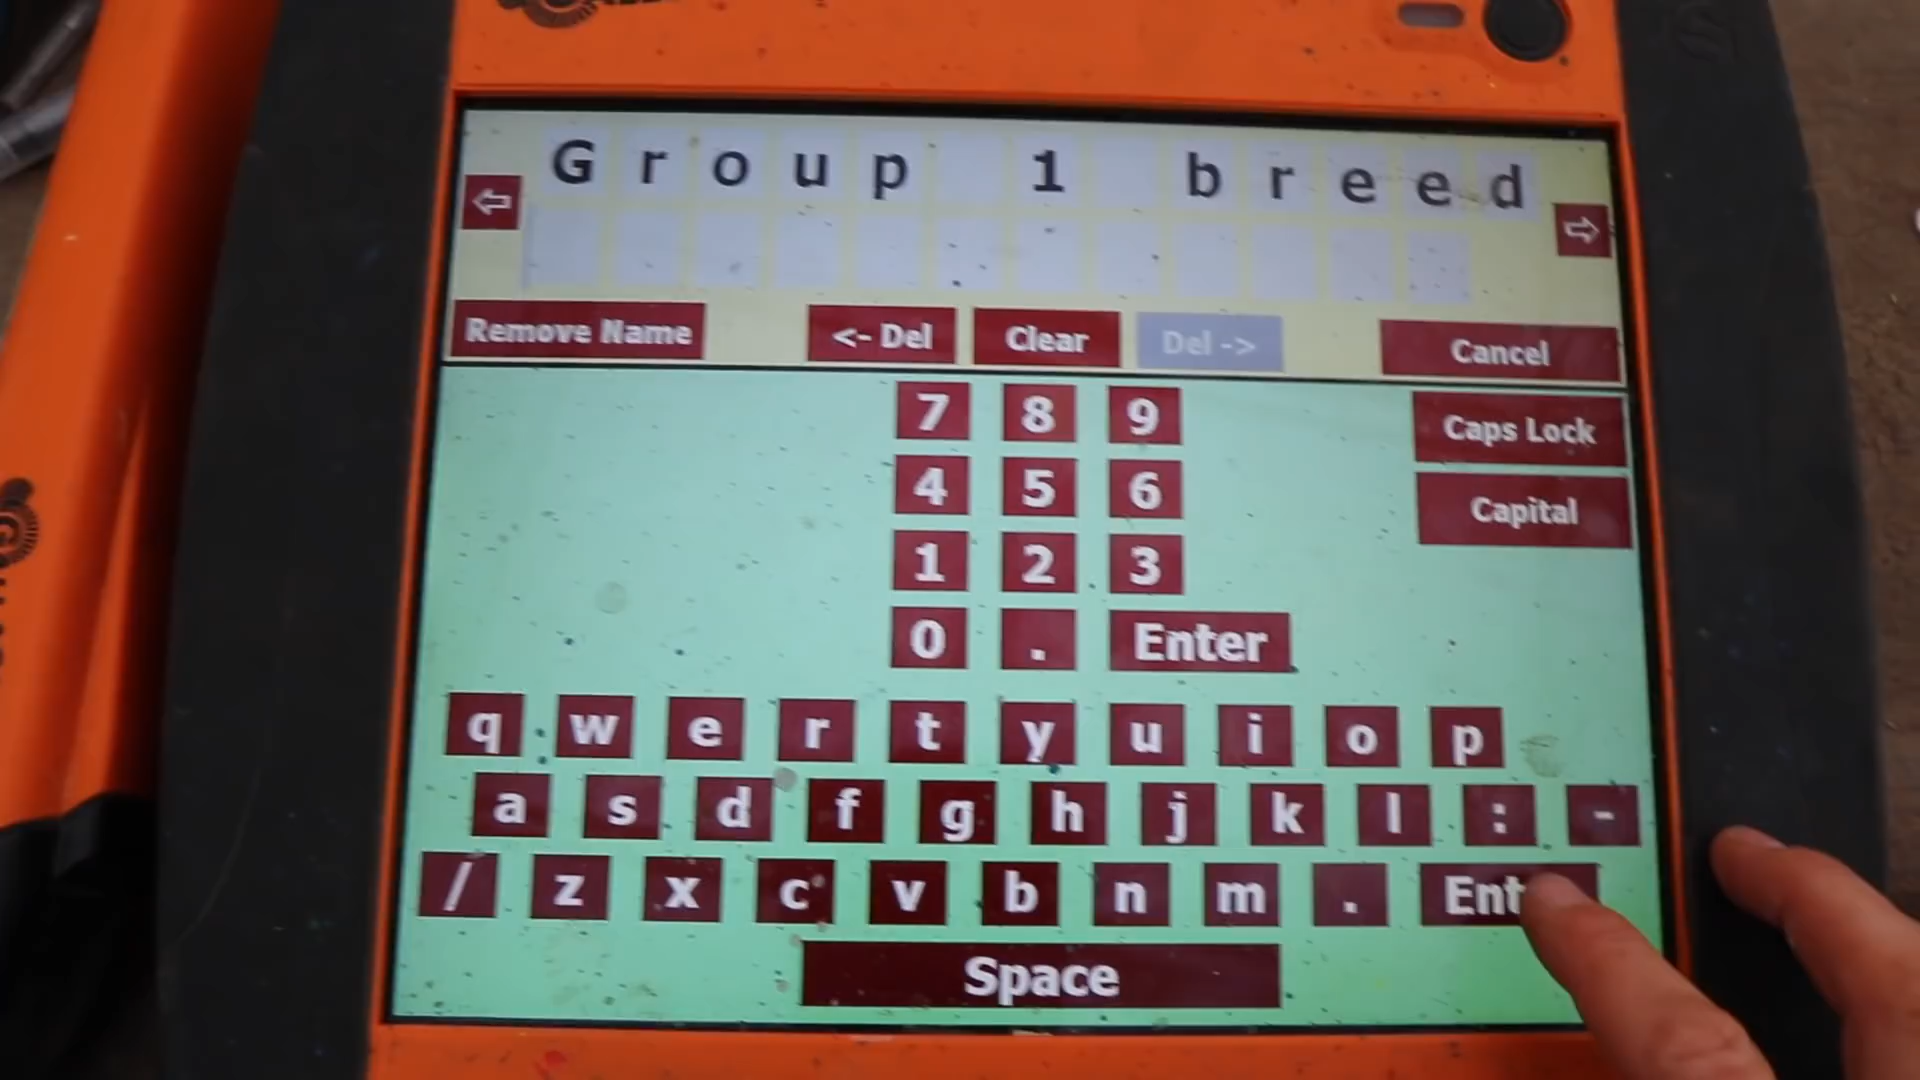 Group 1 breed
Remove Name <- Del Clear Del -> Cancel
7 8 9 Caps Lock
4 5 6 Capital
1 2 3
0 . Enter
q w e r t y u i o p
a s d f g h j k l : -
/ z x c v b n m . Ent
Space